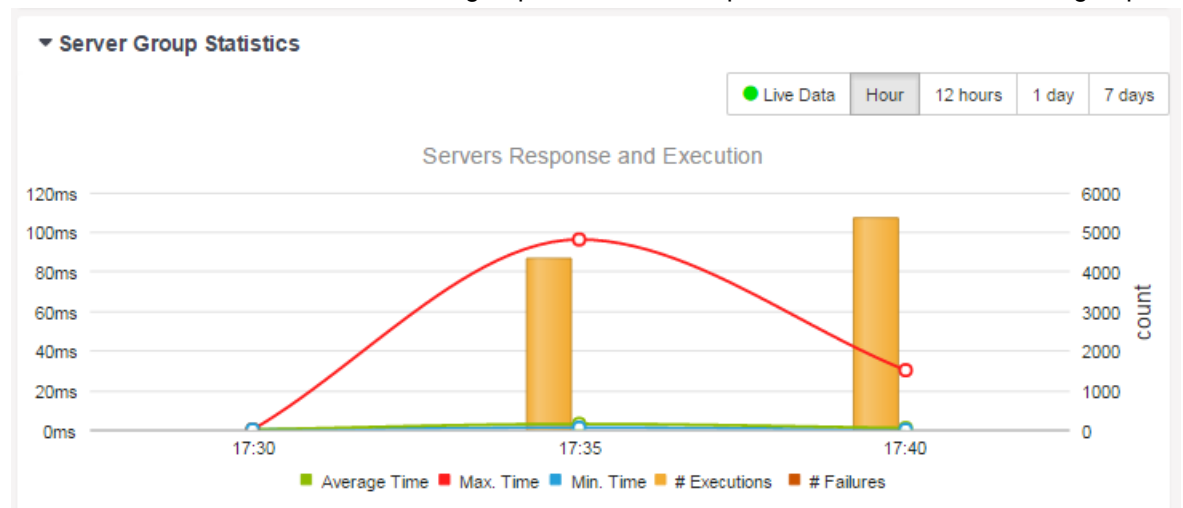 Server Group Statistics
Live Data Hour 12 hours 1 day 7 days
Servers Response and Execution
120ms 6000
100ms 5000
80ms 4000
60ms 3000
40ms 2000
20ms 1000
0ms 0
count
17:30 17:35 17:40
Average Time Max. Time Min. Time # Executions # Failures